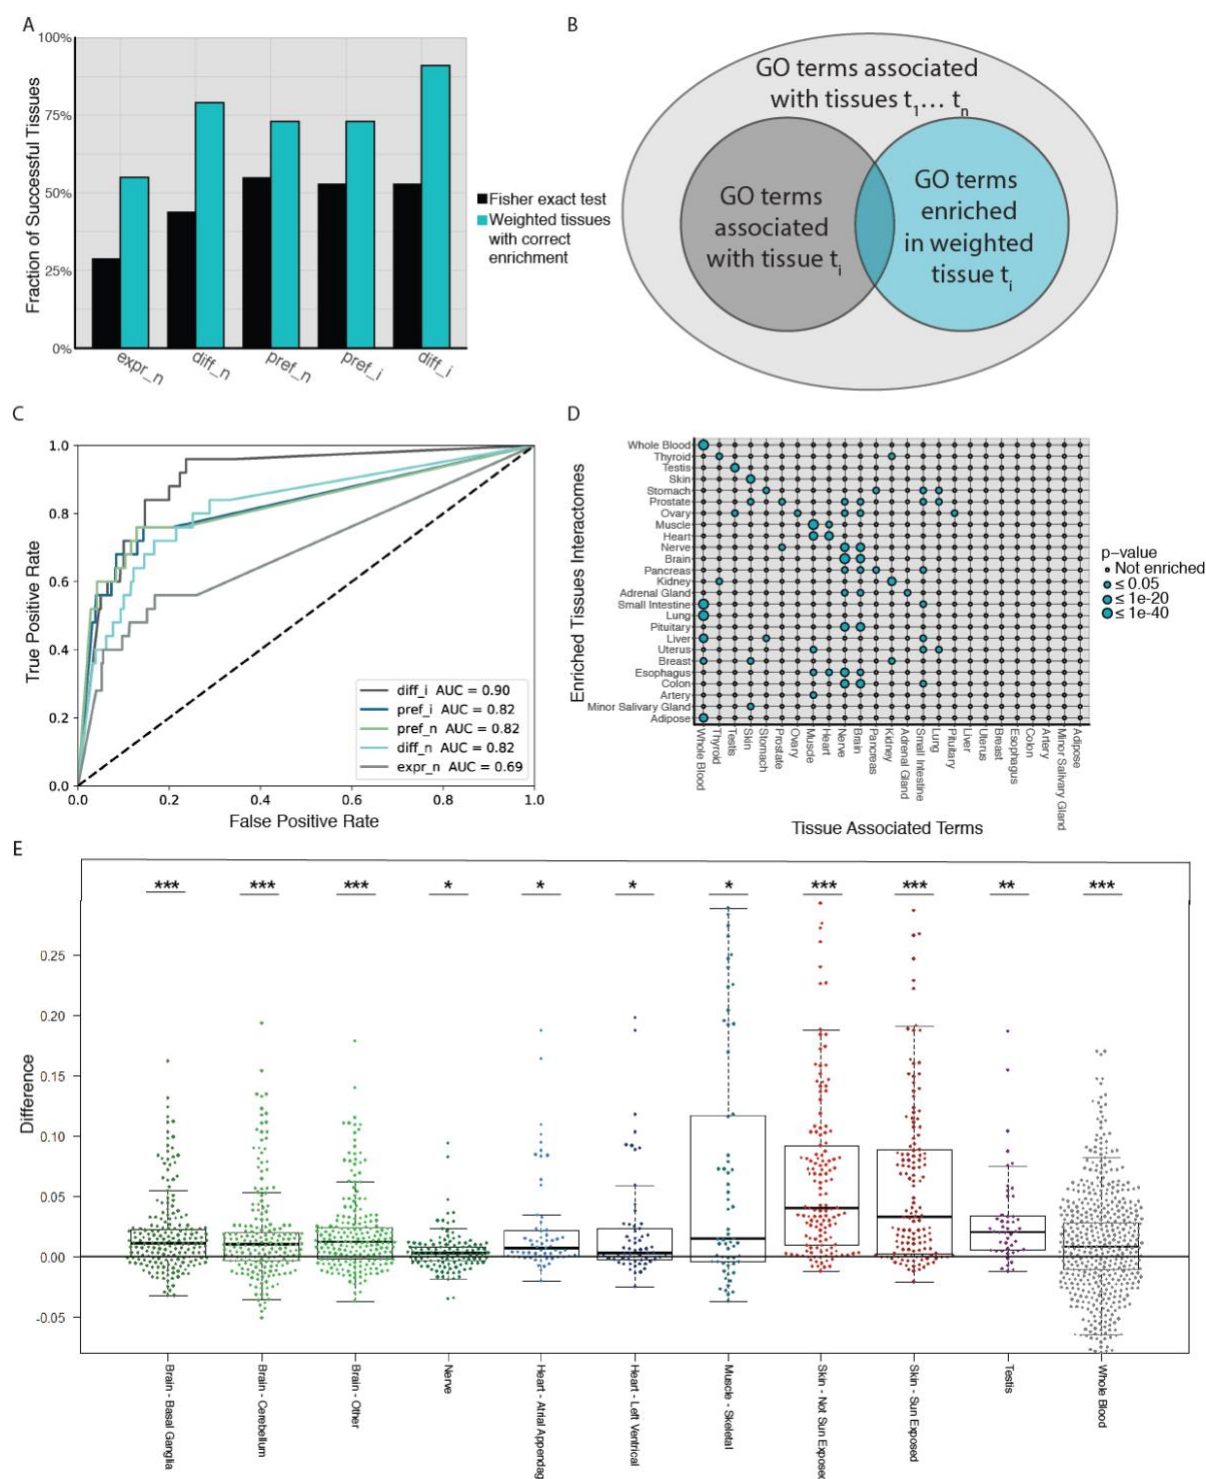 A
100%
75%
50%
25%
0%
Fraction of Successful Tissues
expr_n
diff_n
pref_n
pref_i
diff_i
Fisher exact test
Weighted tissues
with correct
enrichment
B
GO terms associated
with tissues t1... tn
GO terms
associated
with tissue ti
GO terms
enriched
in weighted
tissue ti
C
1.0
0.8
0.6
0.4
0.2
0.0
True Positive Rate
diff_i AUC = 0.90
pref_i AUC = 0.82
pref_n AUC = 0.82
diff_n AUC = 0.82
expr_n AUC = 0.69
0.0 0.2 0.4 0.6 0.8 1.0
False Positive Rate
D
Enriched Tissues Interactomes
Whole Blood
Thyroid
Testis
Skin
Stomach
Prostate
Ovary
Muscle
Heart
Nerve
Brain
Pancreas
Kidney
Adrenal Gland
Small Intestine
Lung
Pituitary
Liver
Uterus
Breast
Esophagus
Colon
Artery
Minor Salivary Gland
Adipose
Whole Blood
Thyroid
Testis
Skin
Stomach
Prostate
Ovary
Muscle
Heart
Nerve
Brain
Pancreas
Kidney
Adrenal Gland
Small Intestine
Lung
Pituitary
Liver
Uterus
Breast
Esophagus
Colon
Artery
Minor Salivary Gland
Adipose
Tissue Associated Terms
p-value
Not enriched
≤ 0.05
≤ 1e-20
≤ 1e-40
E
*** *** *** * * * * *** *** ** ***
Difference
0.25
0.20
0.15
0.10
0.05
0.00
-0.05
Brain - Basal Ganglia
Brain - Cerebellum
Brain - Other
Nerve
Heart - Atrial Appendag
Heart - Left Ventrical
Muscle - Skeletal
Skin - Not Sun Exposed
Skin - Sun Exposed
Testis
Whole Blood